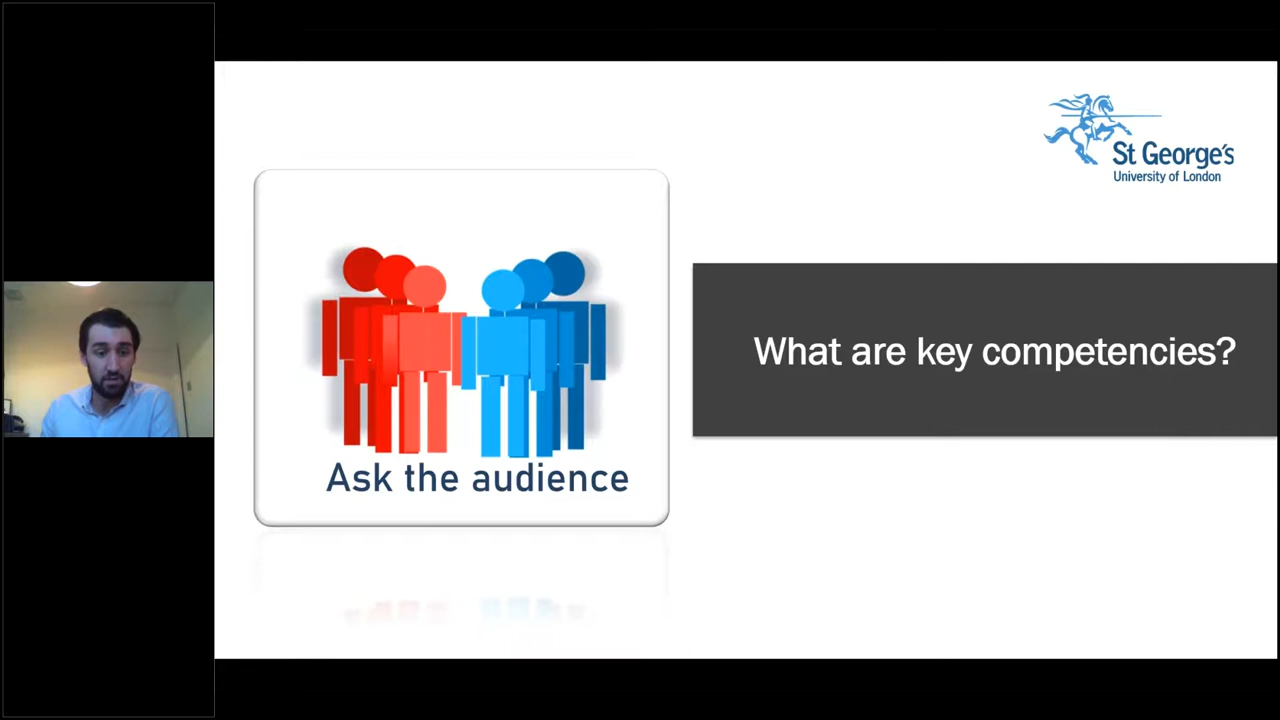 St George's
University of London
What are key competencies?
Ask the audience